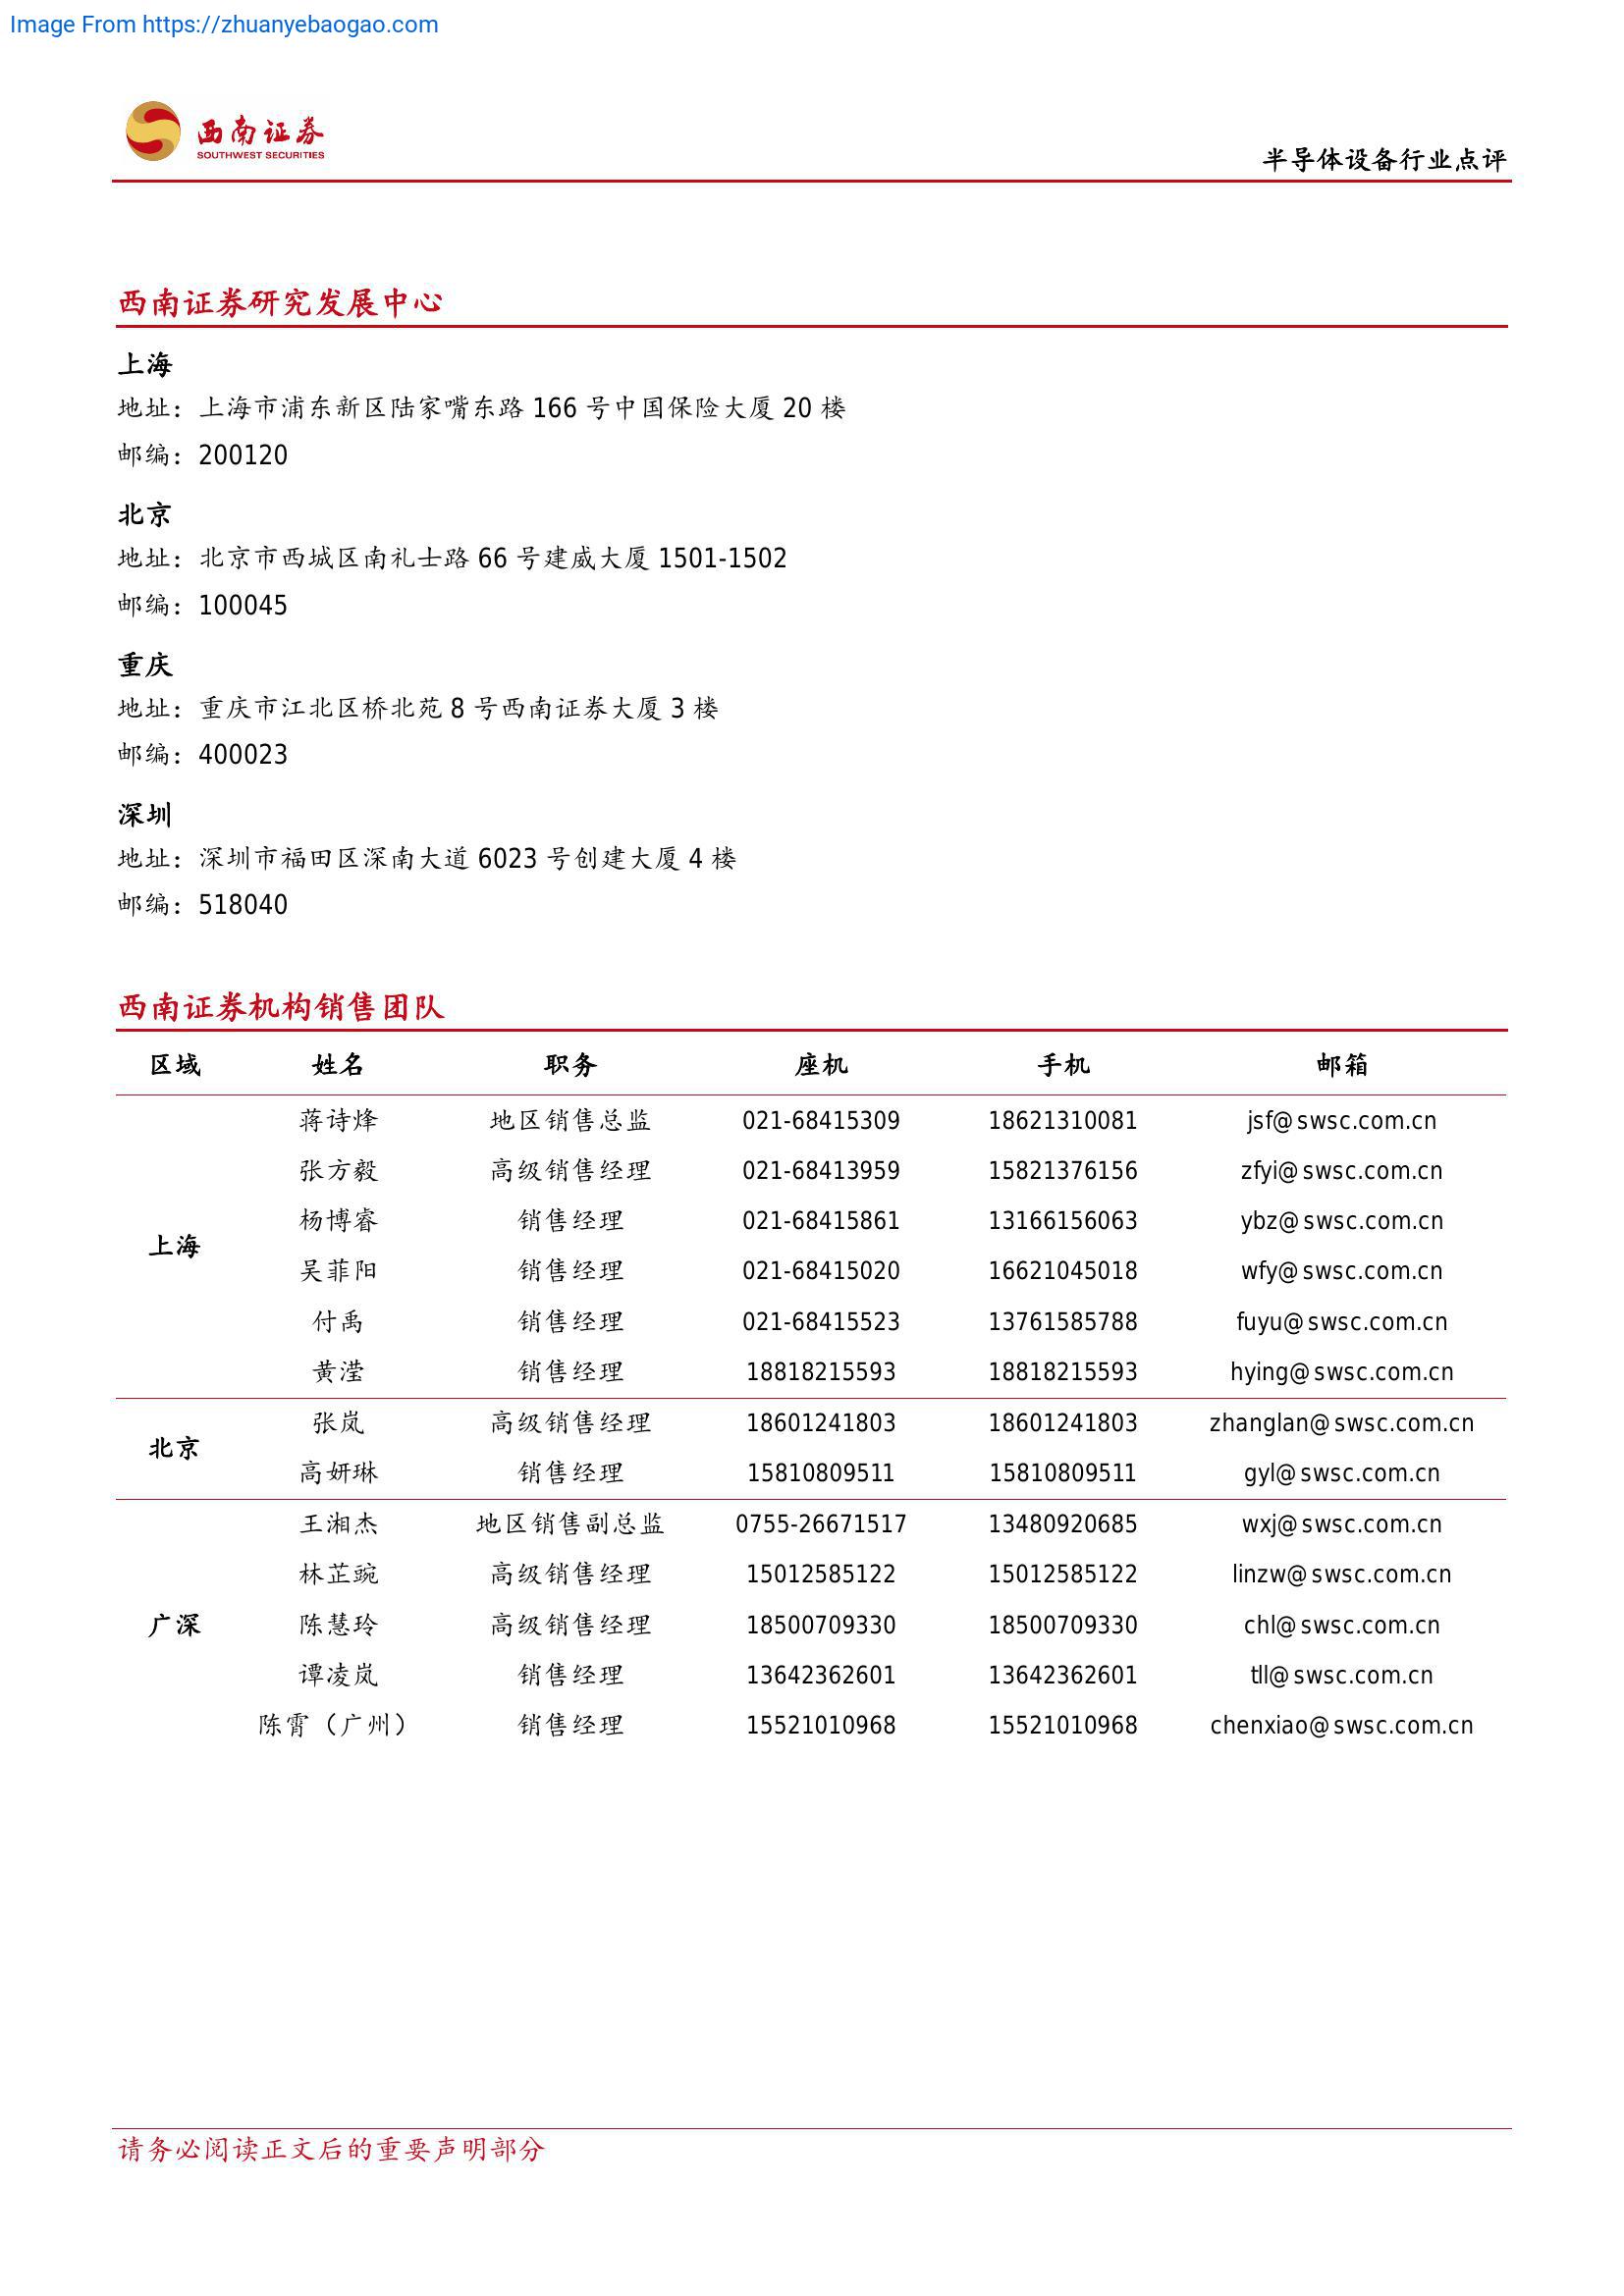 Image From https://zhuanyebaogao.com
西南证券
SOUTHWEST SECURITIES
半导体设备行业点评
西南证券研究发展中心
上海
地址：上海市浦东新区陆家嘴东路 166 号中国保险大厦 20 楼
邮编：200120
北京
地址：北京市西城区南礼士路 66 号建威大厦 1501-1502
邮编：100045
重庆
地址：重庆市江北区桥北苑 8 号西南证券大厦 3 楼
邮编：400023
深圳
地址：深圳市福田区深南大道 6023 号创建大厦 4 楼
邮编：518040
西南证券机构销售团队
区域 姓名 职务 座机 手机 邮箱
蒋诗烽 地区销售总监 021-68415309 18621310081 jsf@swsc.com.cn
张方毅 高级销售经理 021-68413959 15821376156 zfyi@swsc.com.cn
杨博睿 销售经理 021-68415861 13166156063 ybz@swsc.com.cn
上海
吴菲阳 销售经理 021-68415020 16621045018 wfy@swsc.com.cn
付禹 销售经理 021-68415523 13761585788 fuyu@swsc.com.cn
黄滢 销售经理 18818215593 18818215593 hying@swsc.com.cn
张岚 高级销售经理 18601241803 18601241803 zhanglan@swsc.com.cn
北京
高妍琳 销售经理 15810809511 15810809511 gyl@swsc.com.cn
王湘杰 地区销售副总监 0755-26671517 13480920685 wxj@swsc.com.cn
林芷豌 高级销售经理 15012585122 15012585122 linzw@swsc.com.cn
广深 陈慧玲 高级销售经理 18500709330 18500709330 chl@swsc.com.cn
谭凌岚 销售经理 13642362601 13642362601 tll@swsc.com.cn
陈霄（广州） 销售经理 15521010968 15521010968 chenxiao@swsc.com.cn
请务必阅读正文后的重要声明部分